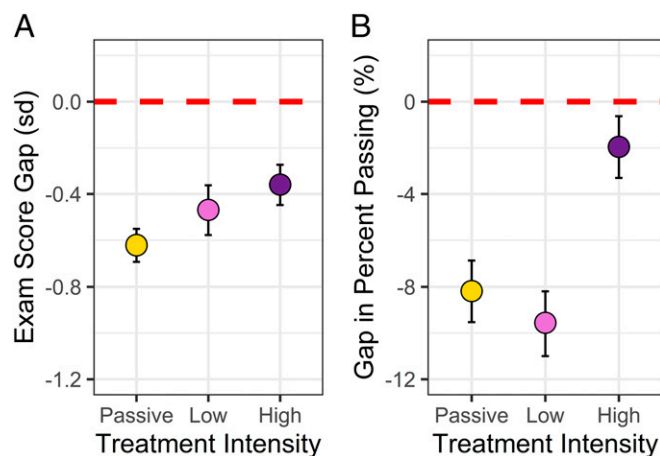 A
Exam Score Gap (sd)
0.0
-0.4
-0.8
-1.2
Passive Low High
Treatment Intensity
B
Gap in Percent Passing (%)
0
-4
-8
-12
Passive Low High
Treatment Intensity